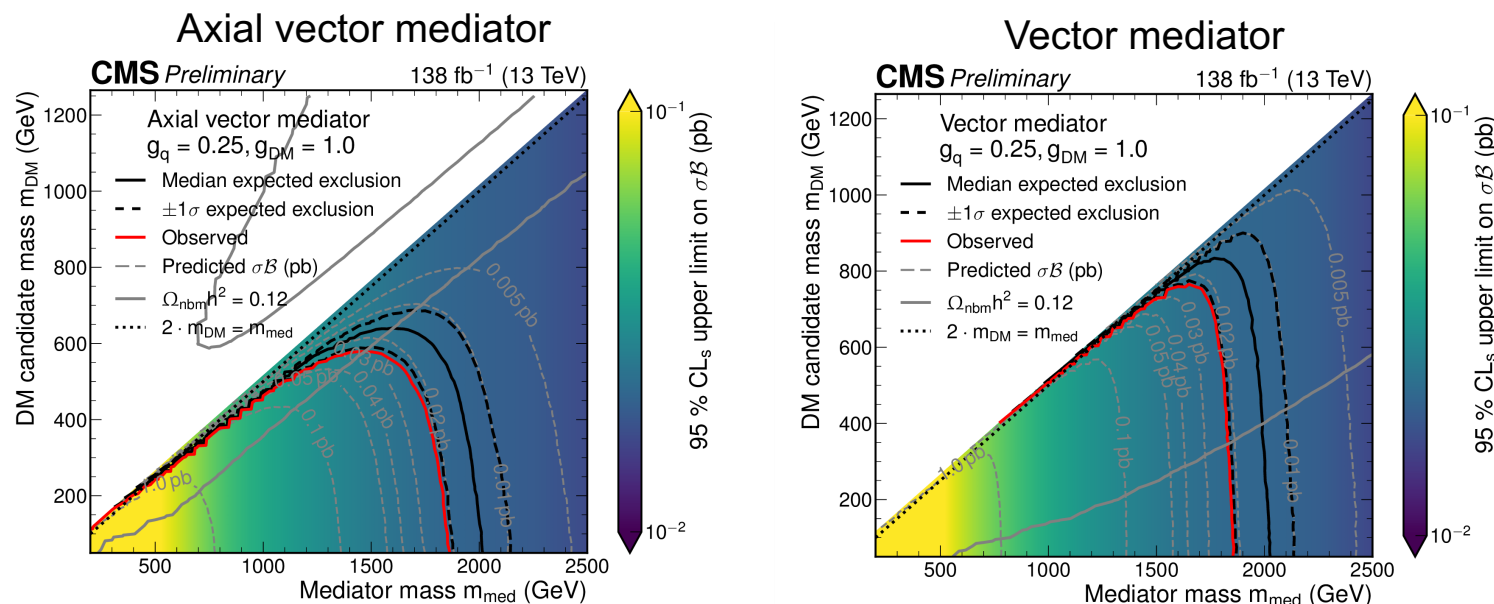 Axial vector mediator
CMS Preliminary 138 fb⁻¹ (13 TeV)
DM candidate mass m_DM (GeV)
1200
1000
800
600
400
200
Axial vector mediator
g_q = 0.25, g_DM = 1.0
Median expected exclusion
±1σ expected exclusion
Observed
Predicted σB (pb)
Ω_nbm h² = 0.12
2 · m_DM = m_med
0.005 pb
0.04 pb
0.02 pb
0.1 pb
0.01 pb
1.0 pb
500
1000
1500
2000
2500
Mediator mass m_med (GeV)
10⁻¹
10⁻²
95 % CL_s upper limit on σB (pb)
Vector mediator
CMS Preliminary 138 fb⁻¹ (13 TeV)
DM candidate mass m_DM (GeV)
1200
1000
800
600
400
200
Vector mediator
g_q = 0.25, g_DM = 1.0
Median expected exclusion
±1σ expected exclusion
Observed
Predicted σB (pb)
Ω_nbm h² = 0.12
2 · m_DM = m_med
0.005 pb
0.03 pb
0.02 pb
0.04 pb
0.05 pb
0.1 pb
0.01 pb
1.0 pb
500
1000
1500
2000
2500
Mediator mass m_med (GeV)
10⁻¹
10⁻²
95 % CL_s upper limit on σB (pb)